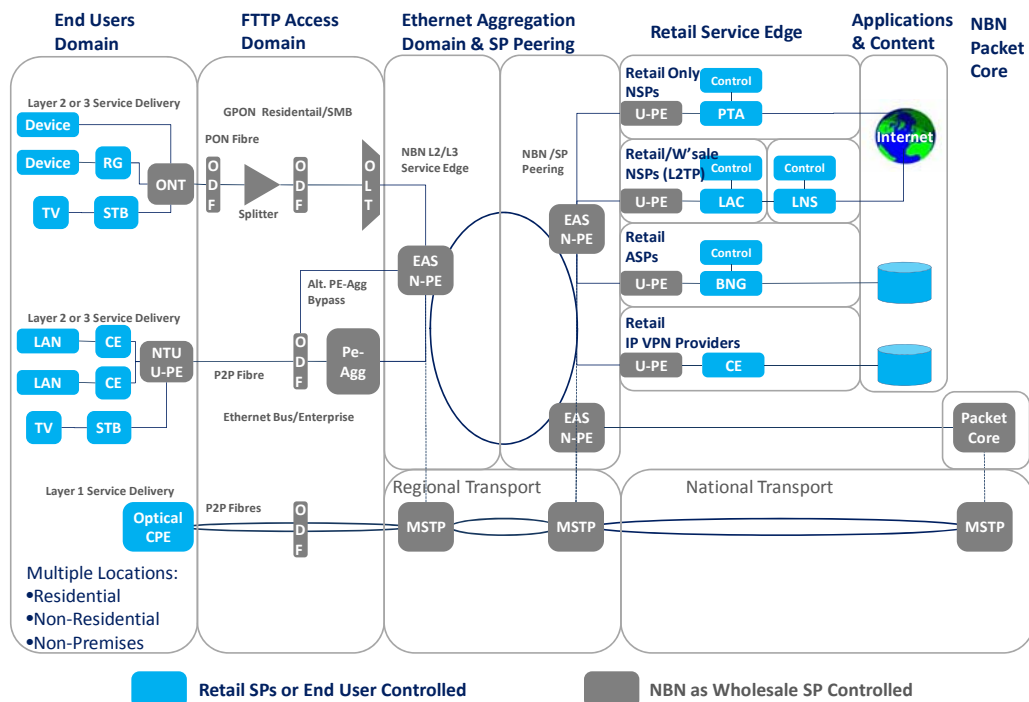 End Users
Domain
FTTP Access
Domain
Ethernet Aggregation
Domain & SP Peering
Retail Service Edge
Applications
& Content
NBN
Packet
Core
Layer 2 or 3 Service Delivery
Device
Device
RG
TV
STB
ONT
GPON Residentail/SMB
PON Fibre
ODF
Splitter
ODF
OLT
NBN L2/L3
Service Edge
NBN /SP
Peering
EAS
N-PE
EAS
N-PE
Retail Only
NSPs
Control
U-PE
PTA
Internet
Retail/W'sale
NSPs (L2TP)
Control
Control
U-PE
LAC
LNS
Retail
ASPs
Control
U-PE
BNG
Retail
IP VPN Providers
U-PE
CE
Layer 2 or 3 Service Delivery
LAN
CE
LAN
CE
TV
STB
NTU
U-PE
Alt. PE-Agg
Bypass
P2P Fibre
ODF
Pe-
Agg
Ethernet Bus/Enterprise
EAS
N-PE
Packet
Core
Layer 1 Service Delivery
Optical
CPE
P2P Fibres
ODF
Regional Transport
National Transport
MSTP
MSTP
MSTP
Multiple Locations:
•Residential
•Non-Residential
•Non-Premises
Retail SPs or End User Controlled
NBN as Wholesale SP Controlled